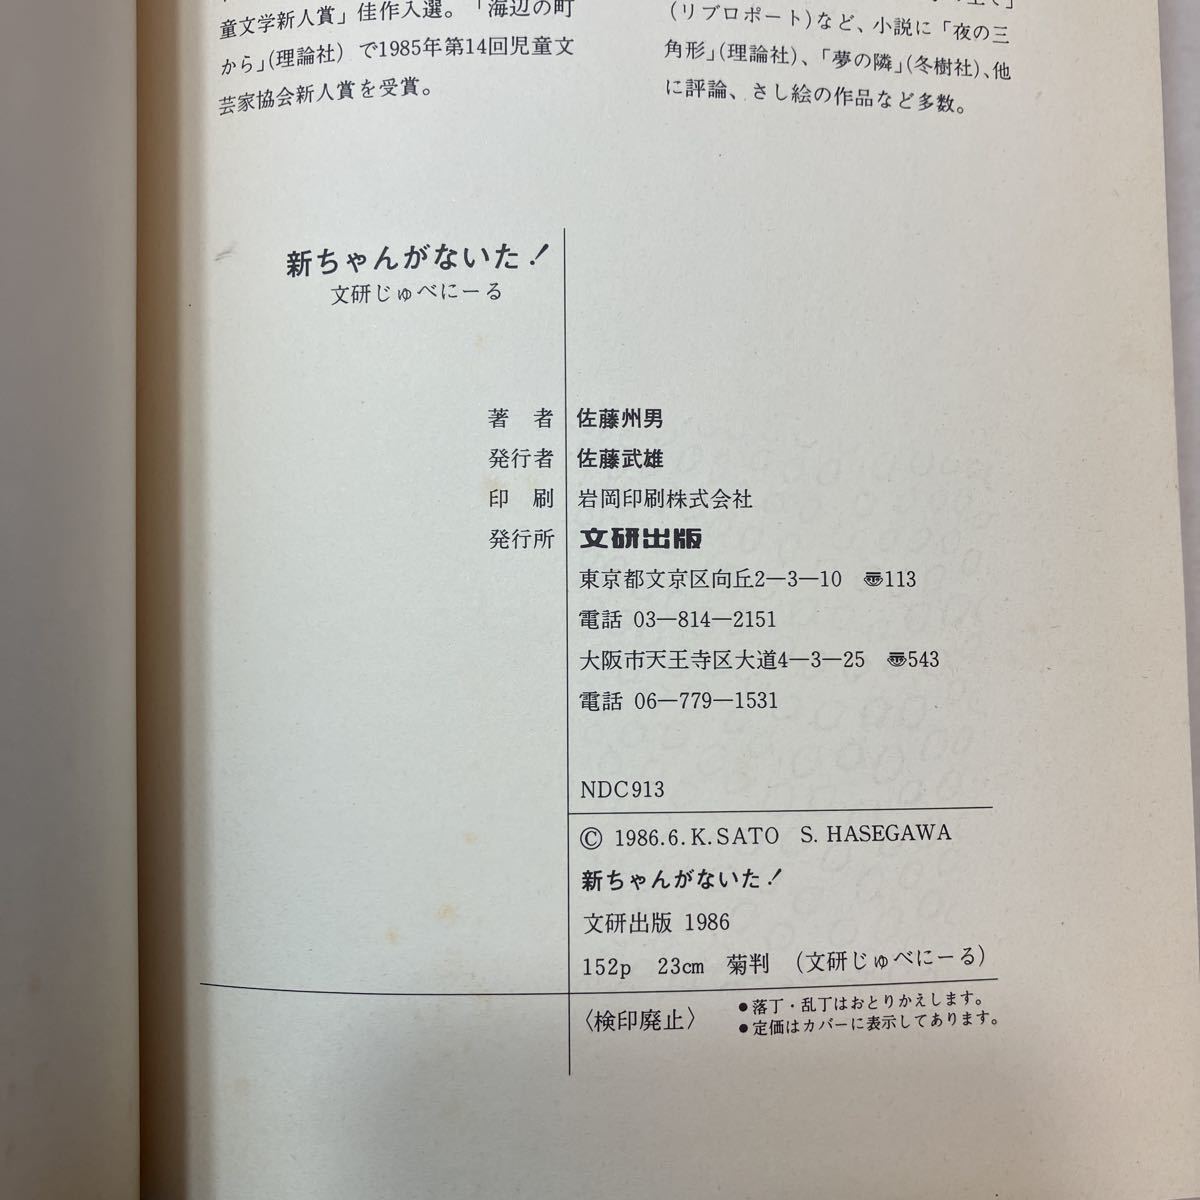 童文学新人賞」佳作入選。「海辺の町
から」(理論社) で1985年第14回児童文
芸家協会新人賞を受賞。
(リブロポート)など、小説に「夜の三
角形」(理論社)、「夢の隣」(冬樹社)、他
に評論、さし絵の作品など多数。
新ちゃんがないた！
文研じゅべにーる
著 者 佐藤州男
発行者 佐藤武雄
印 刷 岩岡印刷株式会社
発行所 文研出版
東京都文京区向丘2―3―10 〠113
電話 03―814―2151
大阪市天王寺区大道4―3―25 〠543
電話 06―779―1531
NDC913
© 1986.6. K. SATO S. HASEGAWA
新ちゃんがないた！
文研出版 1986
152p 23cm 菊判 (文研じゅべにーる)
〈検印廃止〉
●落丁・乱丁はおとりかえします。
●定価はカバーに表示してあります。